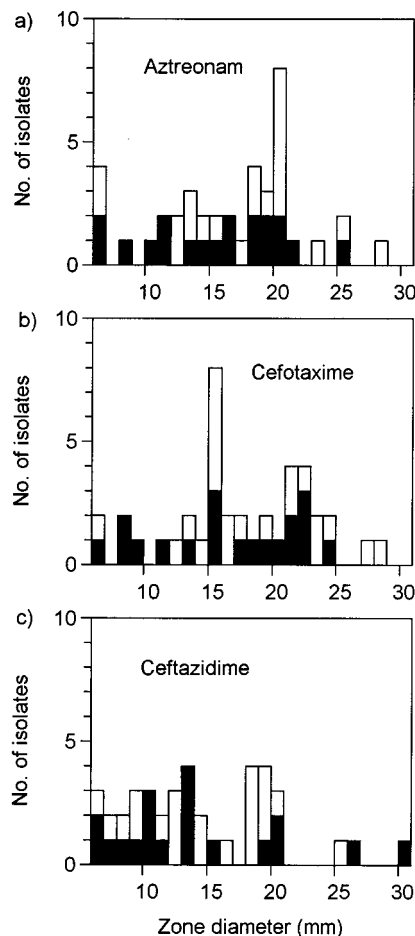 a)
Aztreonam
No. of isolates
10
5
0
10 15 20 25 30
b)
Cefotaxime
No. of isolates
10
5
0
10 15 20 25 30
c)
Ceftazidime
No. of isolates
10
5
0
10 15 20 25 30
Zone diameter (mm)